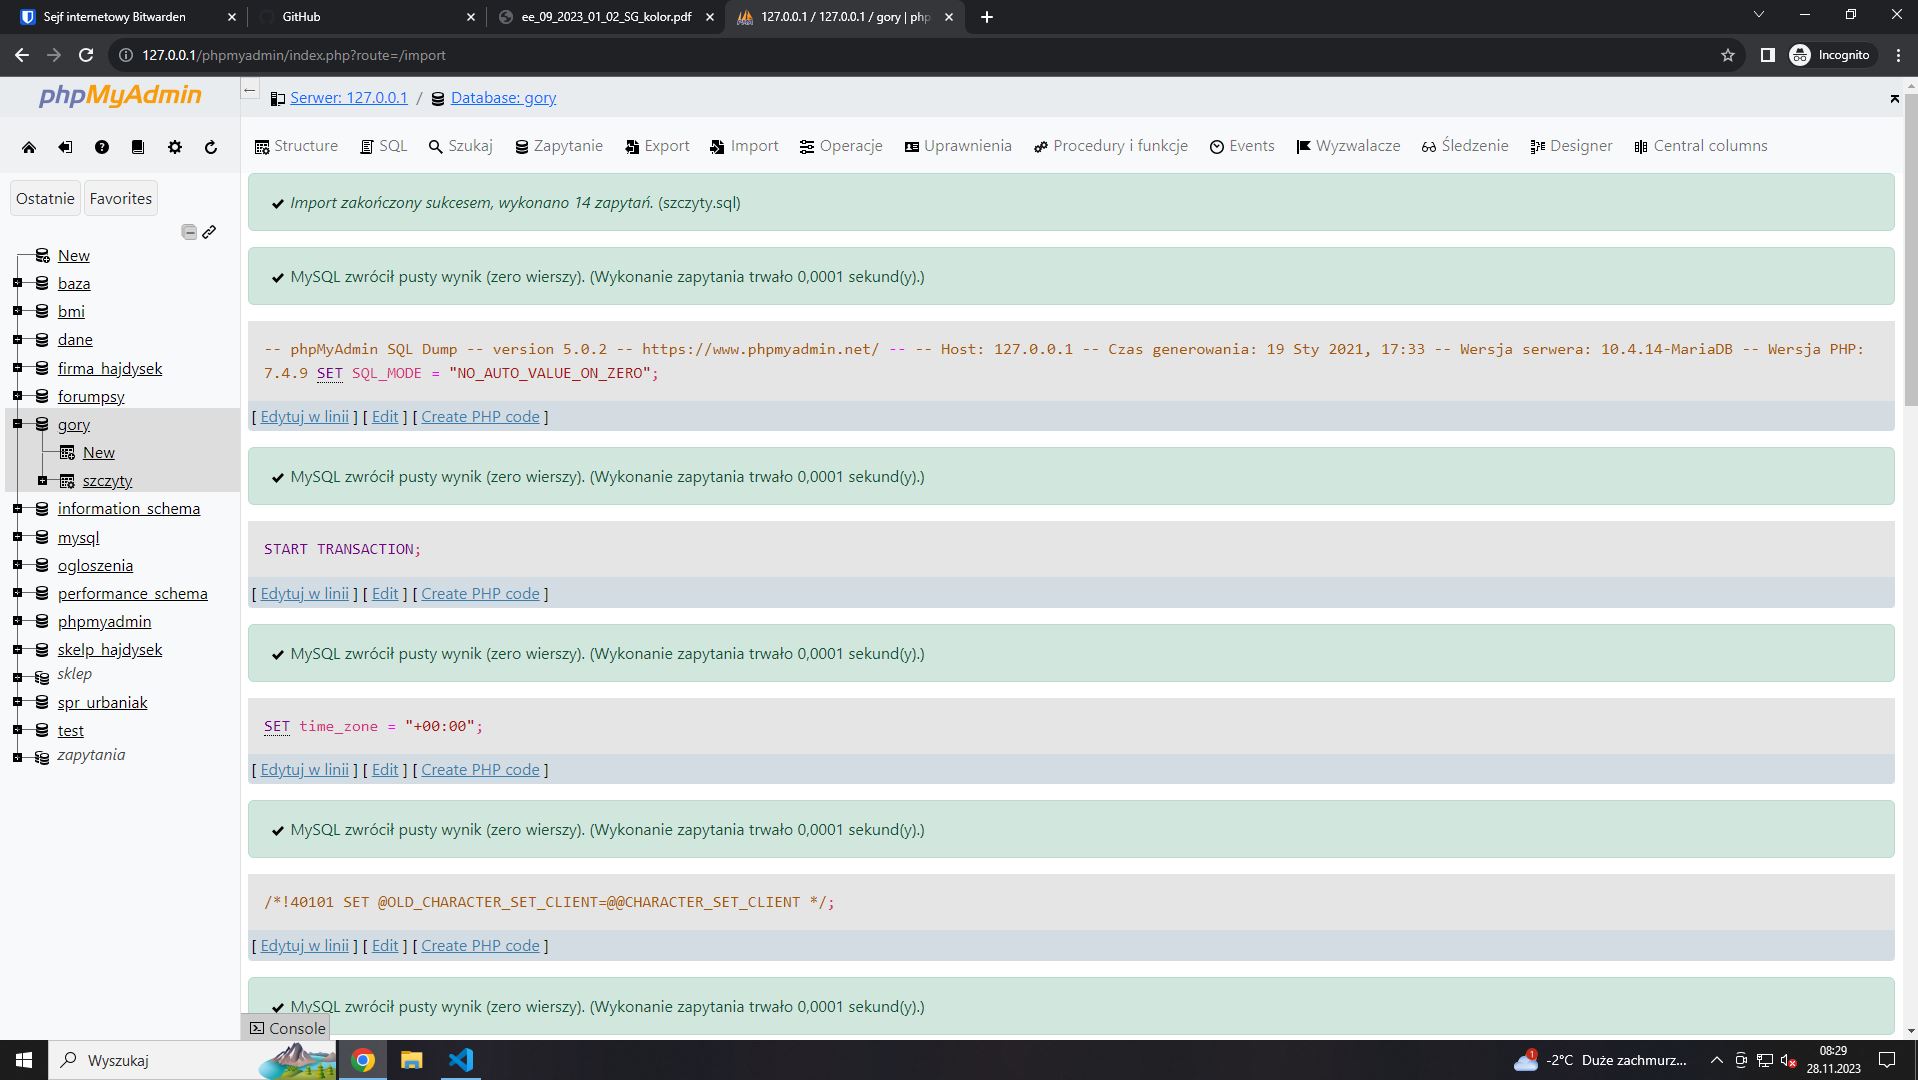 Sejf internetowy Bitwarden
GitHub
ee_09_2023_01_02_SG_kolor.pdf
127.0.0.1 / 127.0.0.1 / gory | php
127.0.0.1/phpmyadmin/index.php?route=/import
Incognito
phpMyAdmin
Serwer: 127.0.0.1 / Database: gory
Structure SQL Szukaj Zapytanie Export Import Operacje Uprawnienia Procedury i funkcje Events Wyzwalacze Śledzenie Designer Central columns
Ostatnie Favorites
New
baza
bmi
dane
firma_hajdysek
forumpsy
gory
New
szczyty
information_schema
mysql
ogloszenia
performance_schema
phpmyadmin
skelp_hajdysek
sklep
spr_urbaniak
test
zapytania
Import zakończony sukcesem, wykonano 14 zapytań. (szczyty.sql)
MySQL zwrócił pusty wynik (zero wierszy). (Wykonanie zapytania trwało 0,0001 sekund(y).)
-- phpMyAdmin SQL Dump -- version 5.0.2 -- https://www.phpmyadmin.net/ -- -- Host: 127.0.0.1 -- Czas generowania: 19 Sty 2021, 17:33 -- Wersja serwera: 10.4.14-MariaDB -- Wersja PHP:
7.4.9 SET SQL_MODE = "NO_AUTO_VALUE_ON_ZERO";
[ Edytuj w linii ] [ Edit ] [ Create PHP code ]
MySQL zwrócił pusty wynik (zero wierszy). (Wykonanie zapytania trwało 0,0001 sekund(y).)
START TRANSACTION;
[ Edytuj w linii ] [ Edit ] [ Create PHP code ]
MySQL zwrócił pusty wynik (zero wierszy). (Wykonanie zapytania trwało 0,0001 sekund(y).)
SET time_zone = "+00:00";
[ Edytuj w linii ] [ Edit ] [ Create PHP code ]
MySQL zwrócił pusty wynik (zero wierszy). (Wykonanie zapytania trwało 0,0001 sekund(y).)
/*!40101 SET @OLD_CHARACTER_SET_CLIENT=@@CHARACTER_SET_CLIENT */;
[ Edytuj w linii ] [ Edit ] [ Create PHP code ]
MySQL zwrócił pusty wynik (zero wierszy). (Wykonanie zapytania trwało 0,0001 sekund(y).)
Console
Wyszukaj
1
-2°C Duże zachmurz...
08:29
28.11.2023